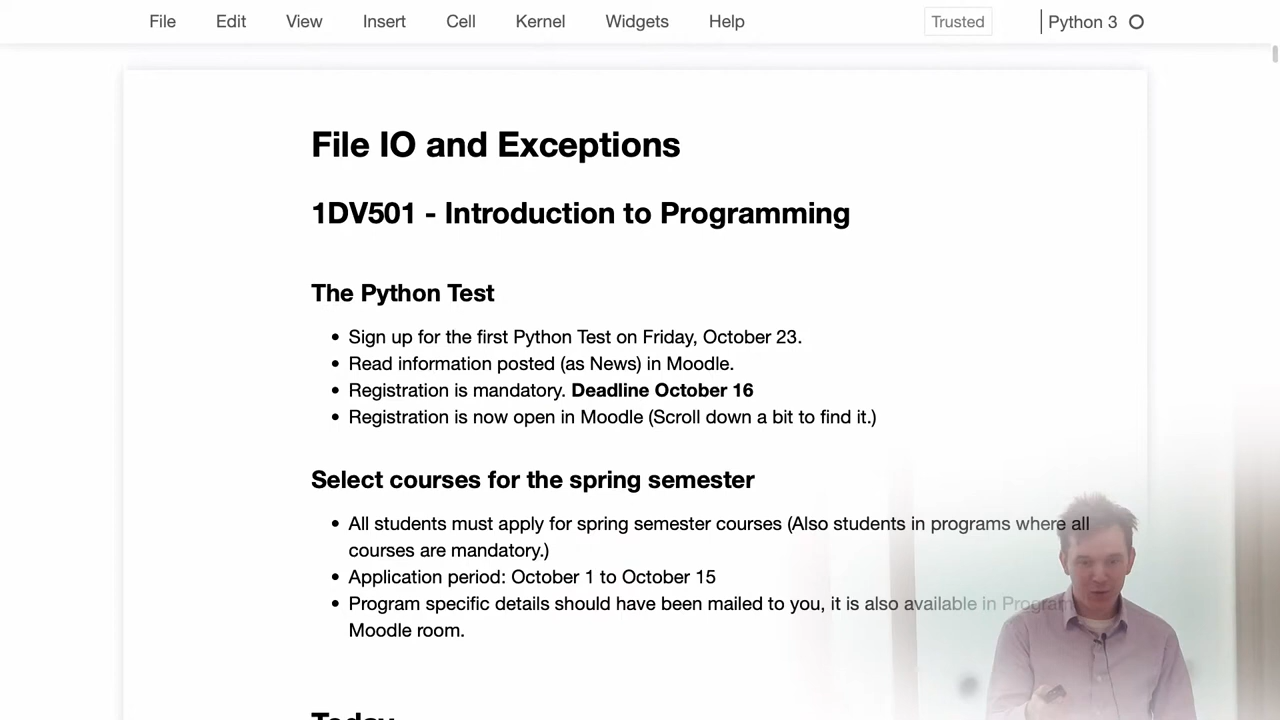 File Edit View Insert Cell Kernel Widgets Help Trusted Python 3
File IO and Exceptions
1DV501 - Introduction to Programming
The Python Test
Sign up for the first Python Test on Friday, October 23.
Read information posted (as News) in Moodle.
Registration is mandatory. Deadline October 16
Registration is now open in Moodle (Scroll down a bit to find it.)
Select courses for the spring semester
All students must apply for spring semester courses (Also students in programs where all
courses are mandatory.)
Application period: October 1 to October 15
Program specific details should have been mailed to you, it is also available in Program
Moodle room.
Today